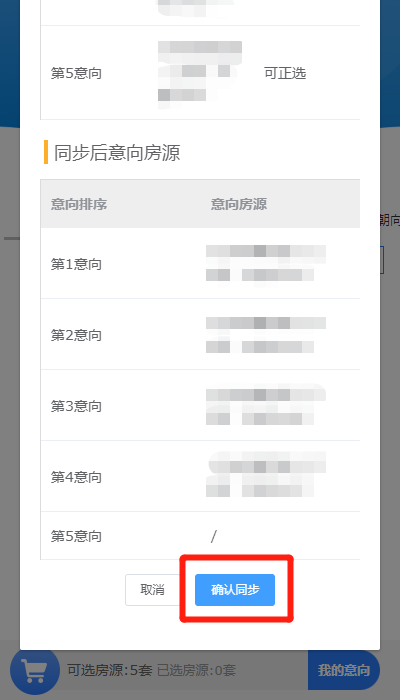 第5意向 可正选
同步后意向房源
意向排序 意向房源
朝向
第1意向
第2意向
第3意向
第4意向
第5意向 /
取消 确认同步
可选房源:5套 已选房源:0套 我的意向